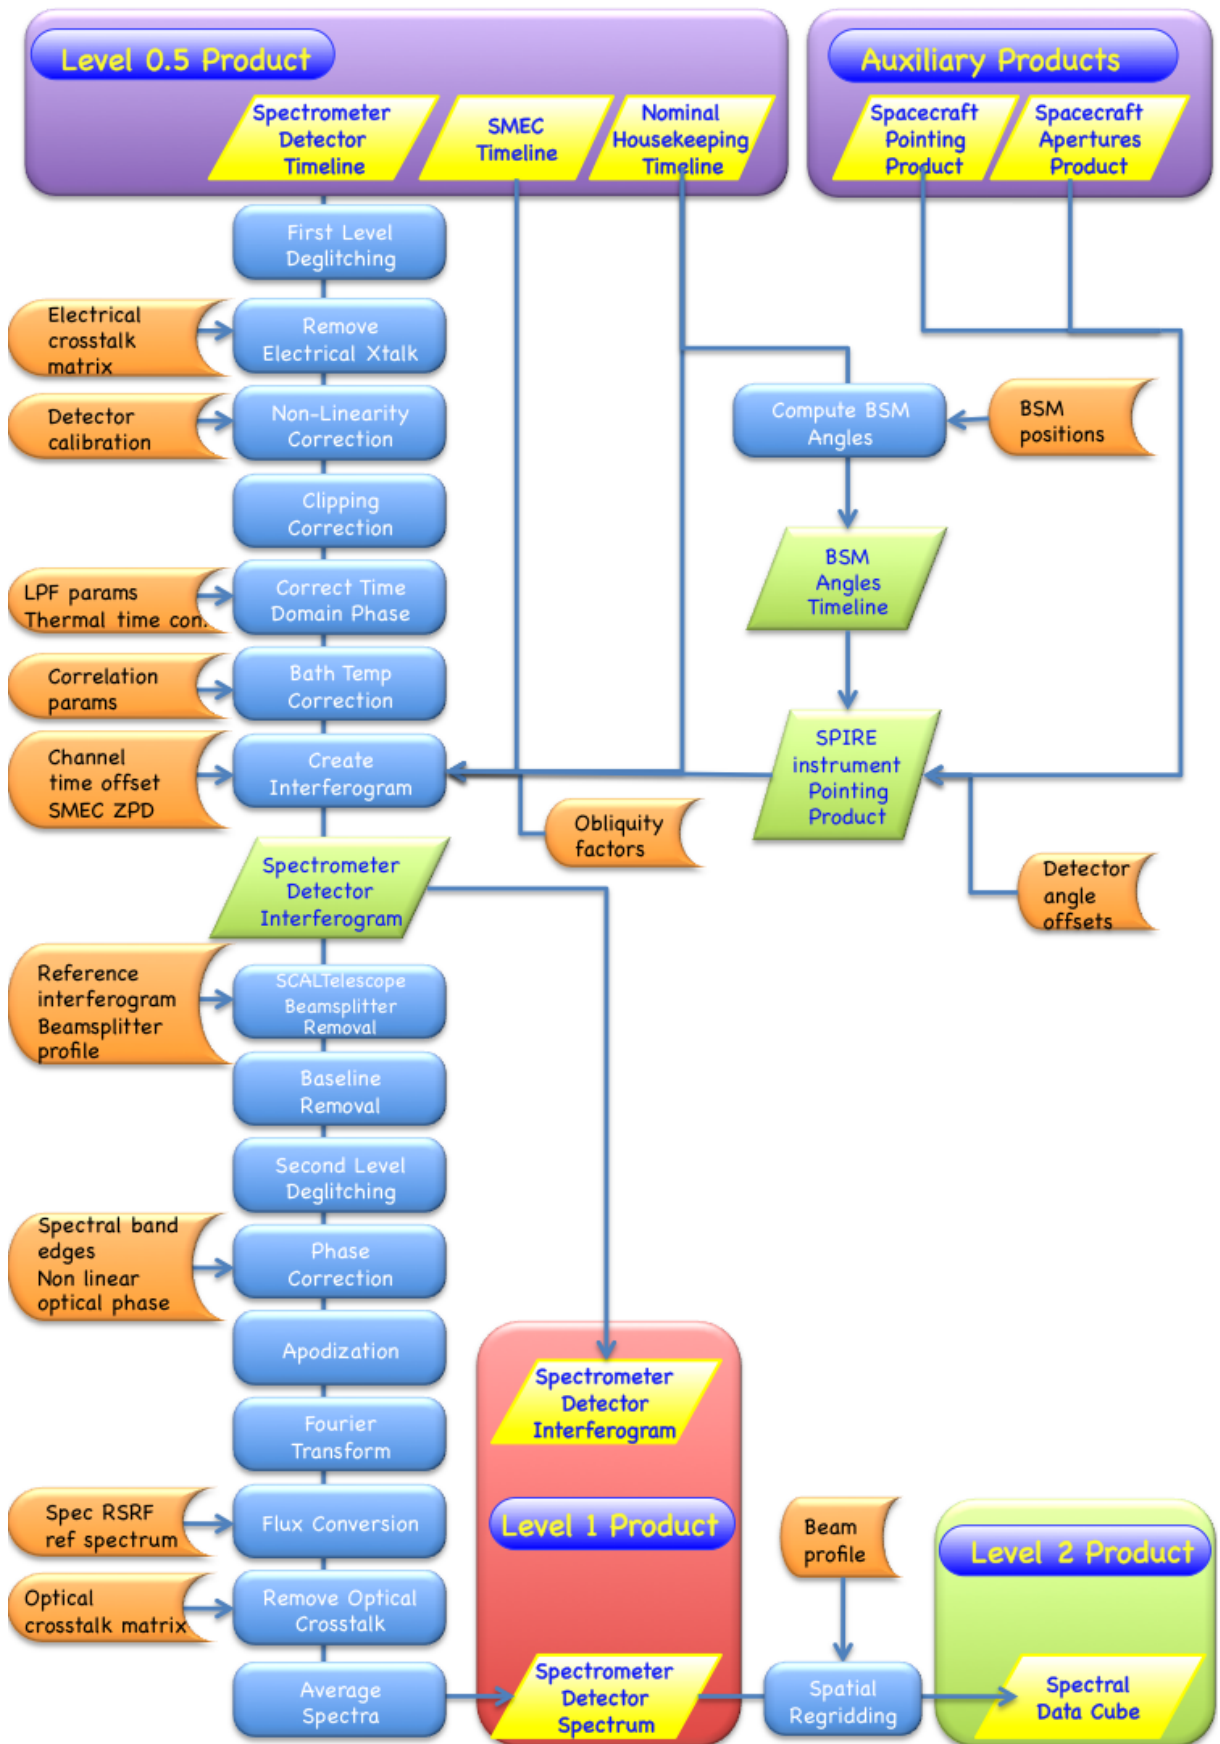 Level 0.5 Product
Auxiliary Products
Spectrometer
Detector
Timeline
SMEC
Timeline
Nominal
Housekeeping
Timeline
Spacecraft
Pointing
Product
Spacecraft
Apertures
Product
First Level
Deglitching
Electrical
crosstalk
matrix
Remove
Electrical Xtalk
Detector
calibration
Non-Linearity
Correction
Compute BSM
Angles
BSM
positions
Clipping
Correction
BSM
Angles
Timeline
LPF params
Thermal time con.
Correct Time
Domain Phase
Correlation
params
Bath Temp
Correction
Channel
time offset
SMEC ZPD
Create
Interferogram
SPIRE
instrument
Pointing
Product
Obliquity
factors
Detector
angle
offsets
Spectrometer
Detector
Interferogram
Reference
interferogram
Beamsplitter
profile
SCALTelescope
Beamsplitter
Removal
Baseline
Removal
Second Level
Deglitching
Spectral band
edges
Non linear
optical phase
Phase
Correction
Apodization
Spectrometer
Detector
Interferogram
Fourier
Transform
Spec RSRF
ref spectrum
Flux Conversion
Level 1 Product
Beam
profile
Level 2 Product
Optical
crosstalk matrix
Remove Optical
Crosstalk
Average
Spectra
Spectrometer
Detector
Spectrum
Spatial
Regridding
Spectral
Data Cube